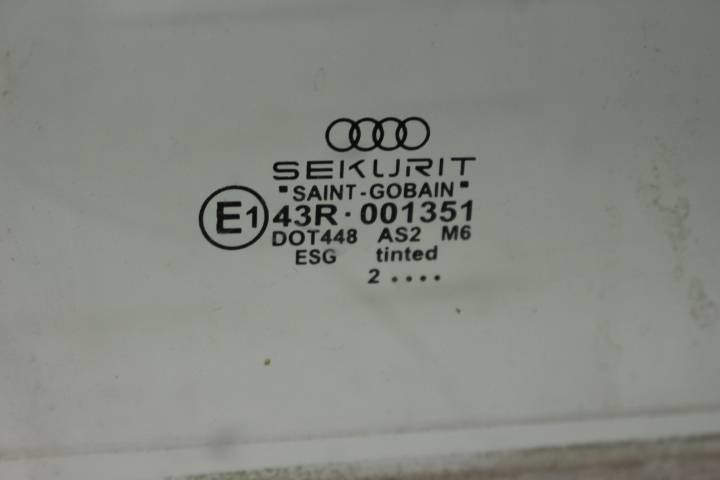 SEKURIT
"SAINT-GOBAIN"
E1 43R · 001351
DOT448 AS2 M6
ESG tinted
2 ....